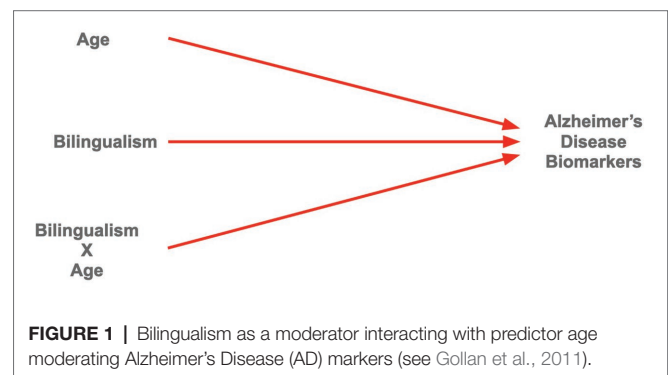 Age
Bilingualism
Bilingualism
X
Age
Alzheimer's
Disease
Biomarkers
FIGURE 1 | Bilingualism as a moderator interacting with predictor age
moderating Alzheimer's Disease (AD) markers (see Gollan et al., 2011).